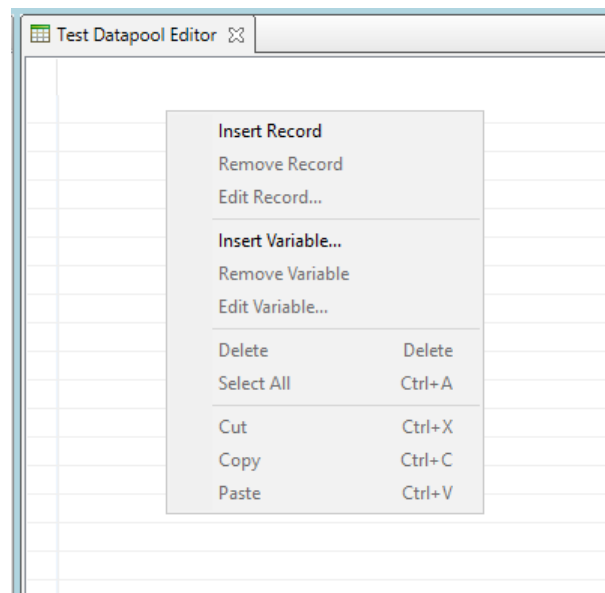 Test Datapool Editor
Insert Record
Remove Record
Edit Record...
Insert Variable...
Remove Variable
Edit Variable...
Delete Delete
Select All Ctrl+A
Cut Ctrl+X
Copy Ctrl+C
Paste Ctrl+V